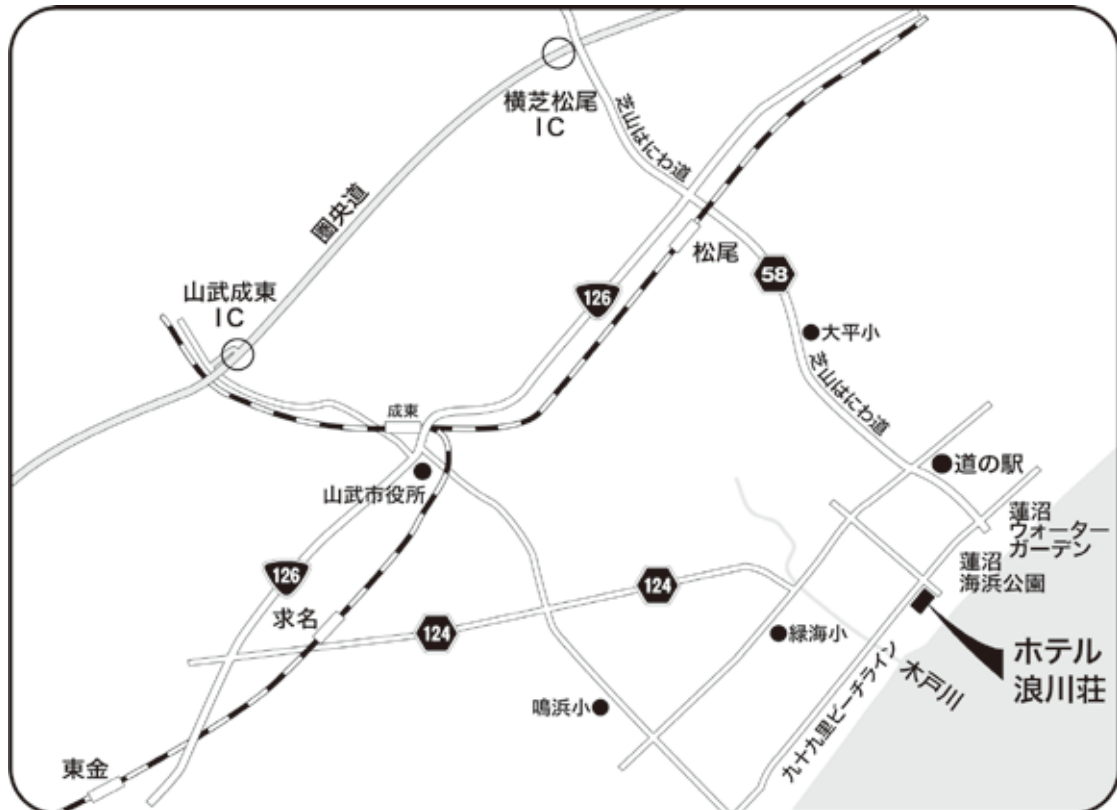 横芝松尾
IC
芝山はにわ道
圏央道
松尾
58
山武成東
IC
126
大平小
芝山はにわ道
成東
道の駅
山武市役所
蓮沼
ウォーター
ガーデン
蓮沼
海浜公園
126
124
求名
124
緑海小
ホテル
浪川荘
木戸川
九十九里ビーチライン
鳴浜小
東金